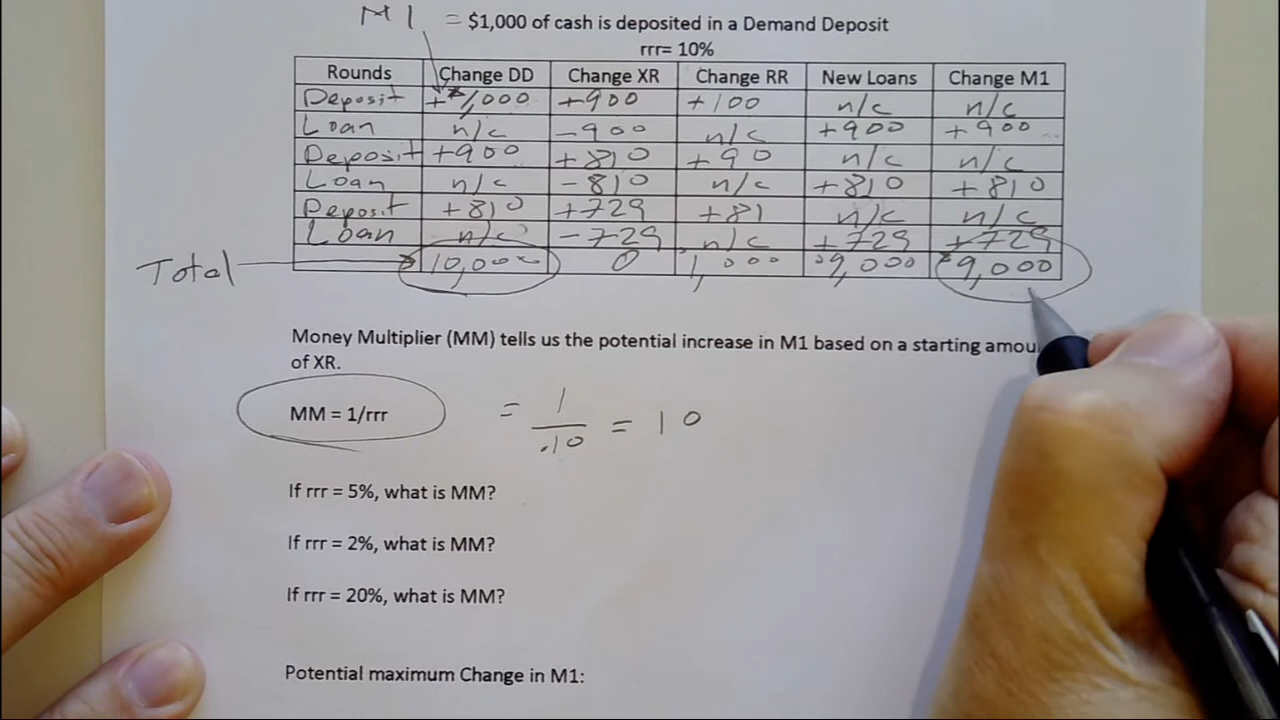 M1 = $1,000 of cash is deposited in a Demand Deposit
rrr= 10%
Rounds Change DD Change XR Change RR New Loans Change M1
Deposit +1,000 +900 +100 n/c n/c
Loan n/c -900 n/c +900 +900
Deposit +900 +810 +90 n/c n/c
Loan n/c -810 n/c +810 +810
Deposit +810 +729 +81 n/c n/c
Loan n/c -729 n/c +729 +729
Total 10,000 0 1,000 9,000 9,000
Money Multiplier (MM) tells us the potential increase in M1 based on a starting
of XR.
MM = 1/rrr = 1/.10 = 10
If rrr = 5%, what is MM?
If rrr = 2%, what is MM?
If rrr = 20%, what is MM?
Potential maximum Change in M1: